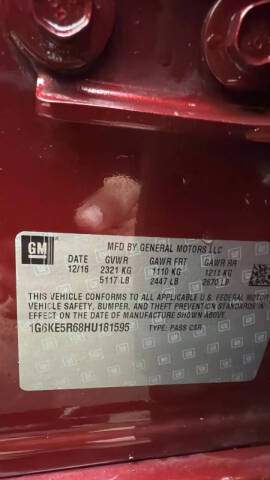 GM
MFD BY GENERAL MOTORS LLC
DATE GVWR GAWR FRT GAWR RR
12/16 2321 KG 1110 KG 1211 KG
5117 LB 2447 LB 2670 LB
THIS VEHICLE CONFORMS TO ALL APPLICABLE U.S. FEDERAL MOTOR
VEHICLE SAFETY, BUMPER, AND THEFT PREVENTION STANDARDS
IN EFFECT ON THE DATE OF MANUFACTURE SHOWN ABOVE.
1G6KE5R68HU181595 TYPE: PASS CAR